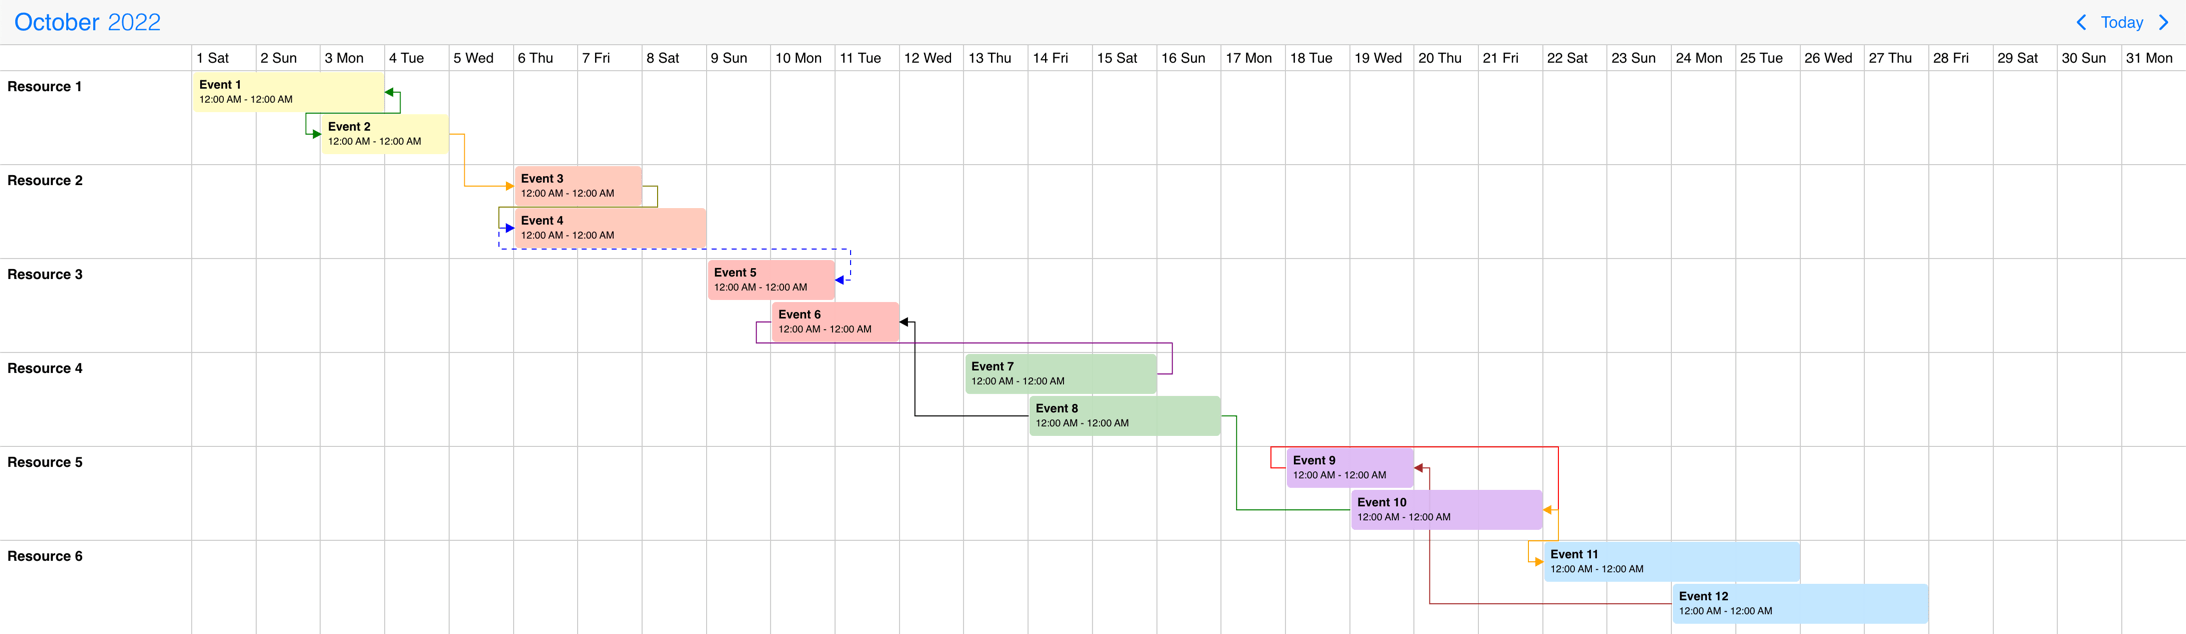 October 2022
Today
1 Sat 2 Sun 3 Mon 4 Tue 5 Wed 6 Thu 7 Fri 8 Sat 9 Sun 10 Mon 11 Tue 12 Wed 13 Thu 14 Fri 15 Sat 16 Sun 17 Mon 18 Tue 19 Wed 20 Thu 21 Fri 22 Sat 23 Sun 24 Mon 25 Tue 26 Wed 27 Thu 28 Fri 29 Sat 30 Sun 31 Mon
Resource 1
Event 1
12:00 AM - 12:00 AM
Event 2
12:00 AM - 12:00 AM
Resource 2
Event 3
12:00 AM - 12:00 AM
Event 4
12:00 AM - 12:00 AM
Resource 3
Event 5
12:00 AM - 12:00 AM
Event 6
12:00 AM - 12:00 AM
Resource 4
Event 7
12:00 AM - 12:00 AM
Event 8
12:00 AM - 12:00 AM
Resource 5
Event 9
12:00 AM - 12:00 AM
Event 10
12:00 AM - 12:00 AM
Resource 6
Event 11
12:00 AM - 12:00 AM
Event 12
12:00 AM - 12:00 AM